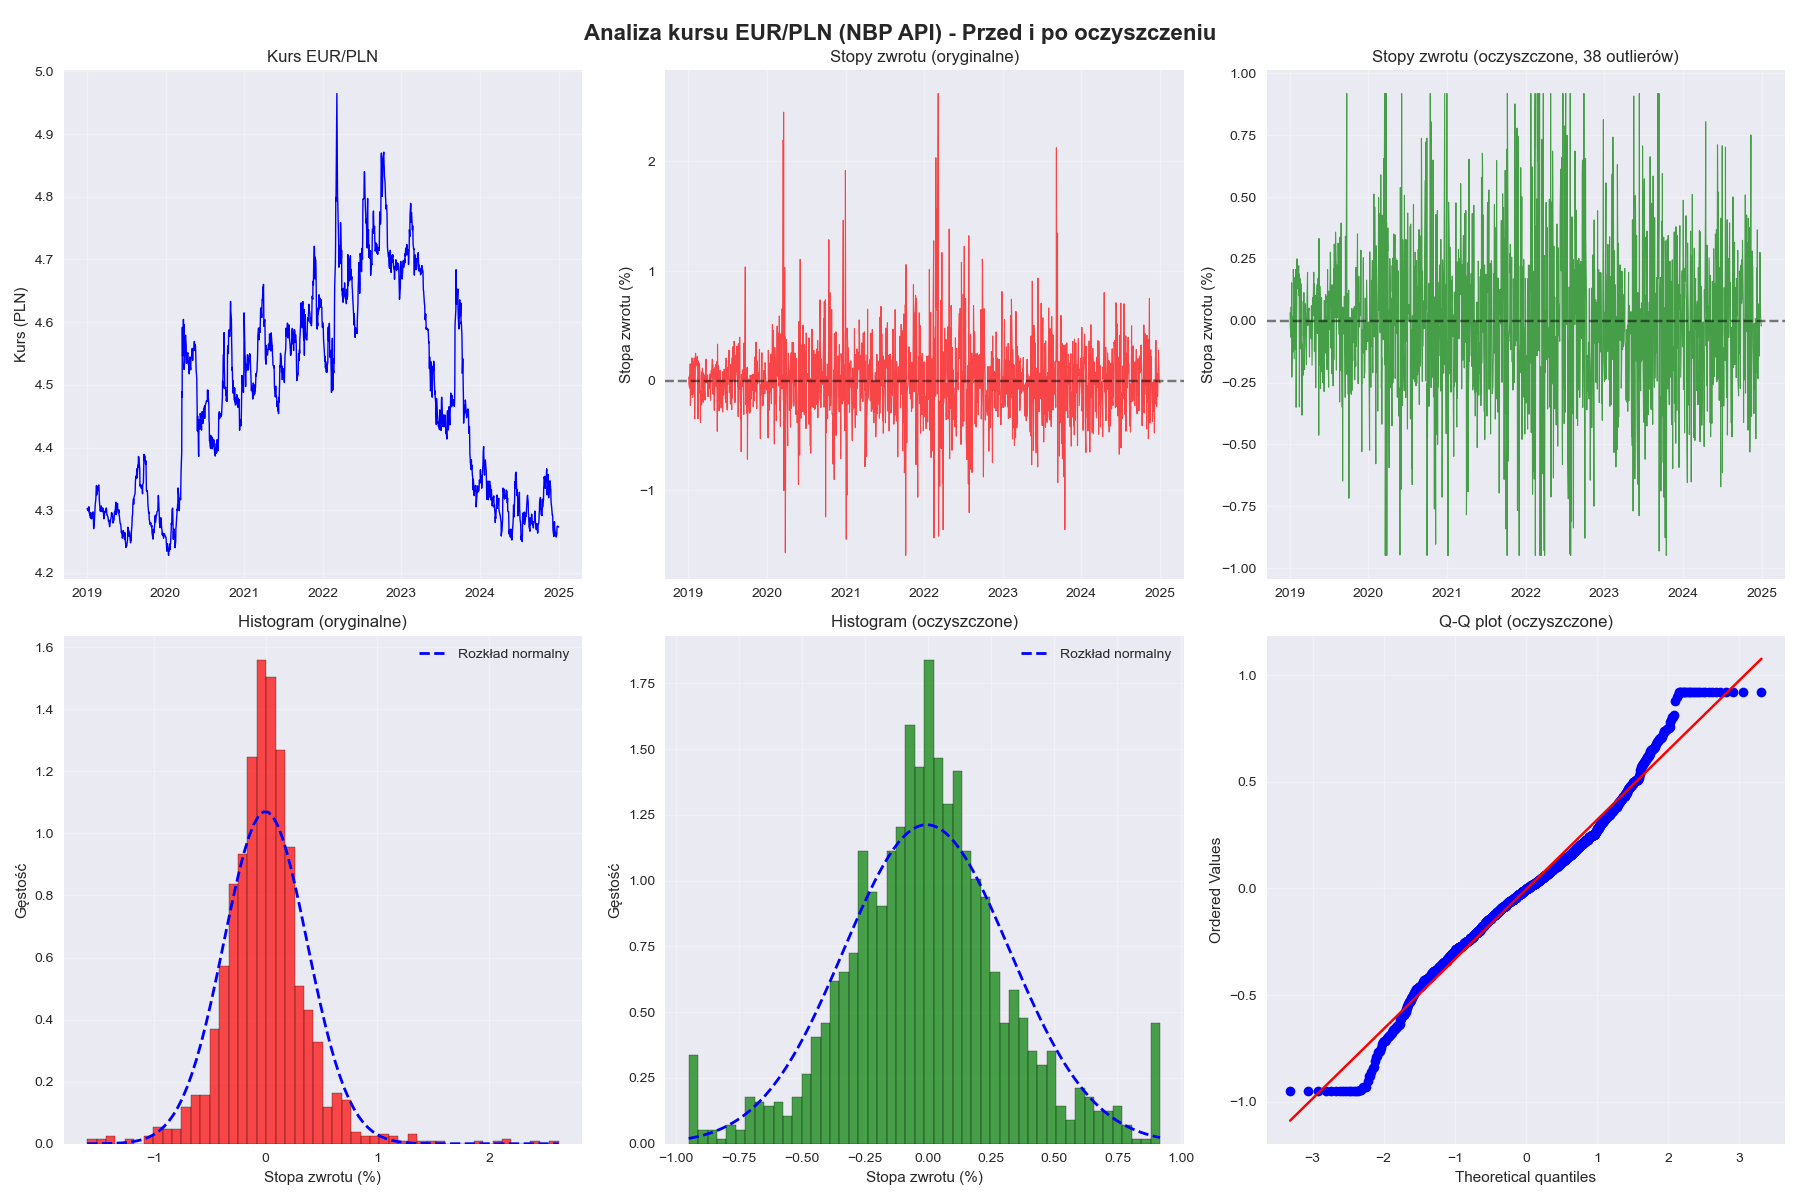 Analiza kursu EUR/PLN (NBP API) - Przed i po oczyszczeniu
Kurs EUR/PLN
Kurs (PLN)
5.0
4.9
4.8
4.7
4.6
4.5
4.4
4.3
4.2
2019 2020 2021 2022 2023 2024 2025
Stopy zwrotu (oryginalne)
Stopa zwrotu (%)
2
1
0
−1
2019 2020 2021 2022 2023 2024 2025
Stopy zwrotu (oczyszczone, 38 outlierów)
Stopa zwrotu (%)
1.00
0.75
0.50
0.25
0.00
−0.25
−0.50
−0.75
−1.00
2019 2020 2021 2022 2023 2024 2025
Histogram (oryginalne)
Rozkład normalny
Gęstość
1.6
1.4
1.2
1.0
0.8
0.6
0.4
0.2
0.0
−1 0 1 2
Stopa zwrotu (%)
Histogram (oczyszczone)
Rozkład normalny
Gęstość
1.75
1.50
1.25
1.00
0.75
0.50
0.25
0.00
−1.00 −0.75 −0.50 −0.25 0.00 0.25 0.50 0.75 1.00
Stopa zwrotu (%)
Q-Q plot (oczyszczone)
Ordered Values
1.0
0.5
0.0
−0.5
−1.0
−3 −2 −1 0 1 2 3
Theoretical quantiles